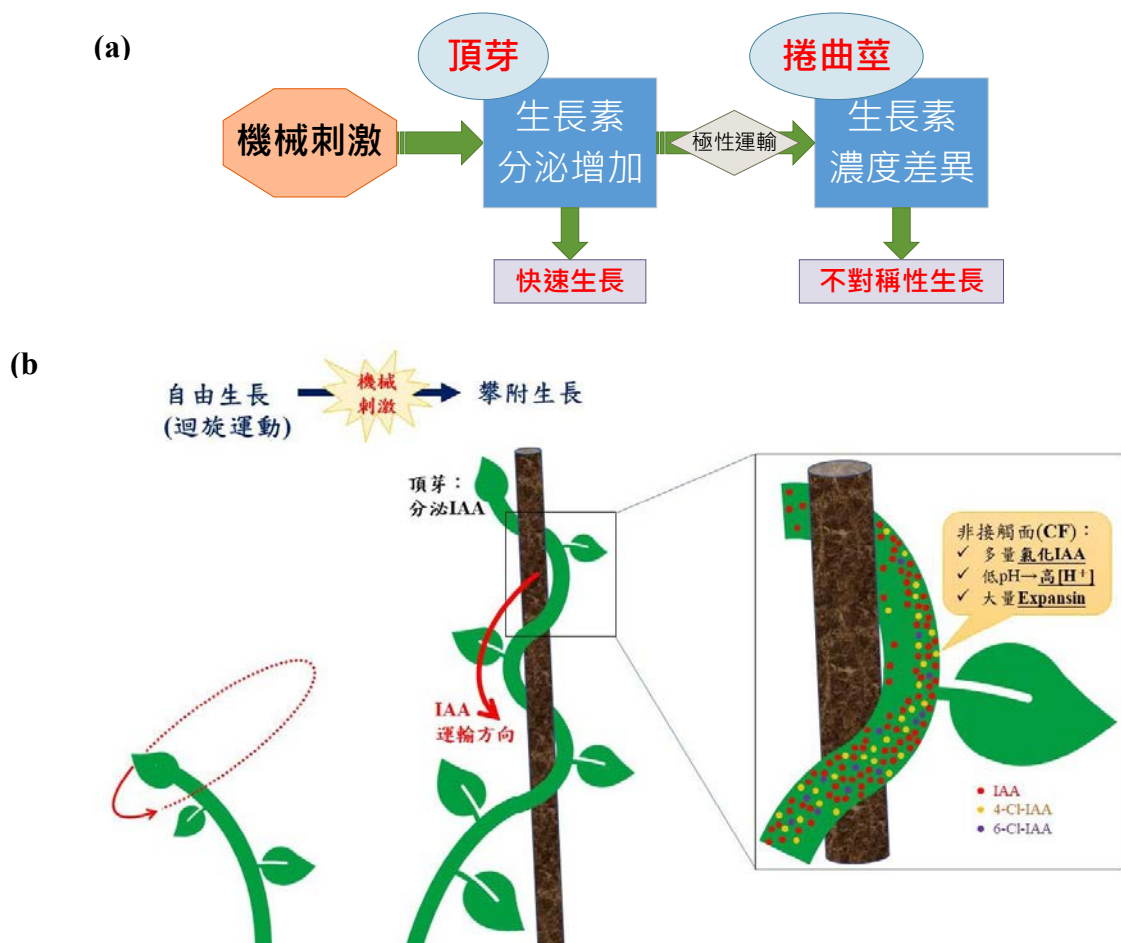 (a)
頂芽
捲曲莖
機械刺激
生長素
分泌增加
極性運輸
生長素
濃度差異
快速生長
不對稱性生長
(b
自由生長
(迴旋運動)
機械
刺激
攀附生長
頂芽：
分泌IAA
IAA
運輸方向
非接觸面(CF)：
✓ 多量氯化IAA
✓ 低pH→高[H⁺]
✓ 大量Expansin
IAA
4-Cl-IAA
6-Cl-IAA